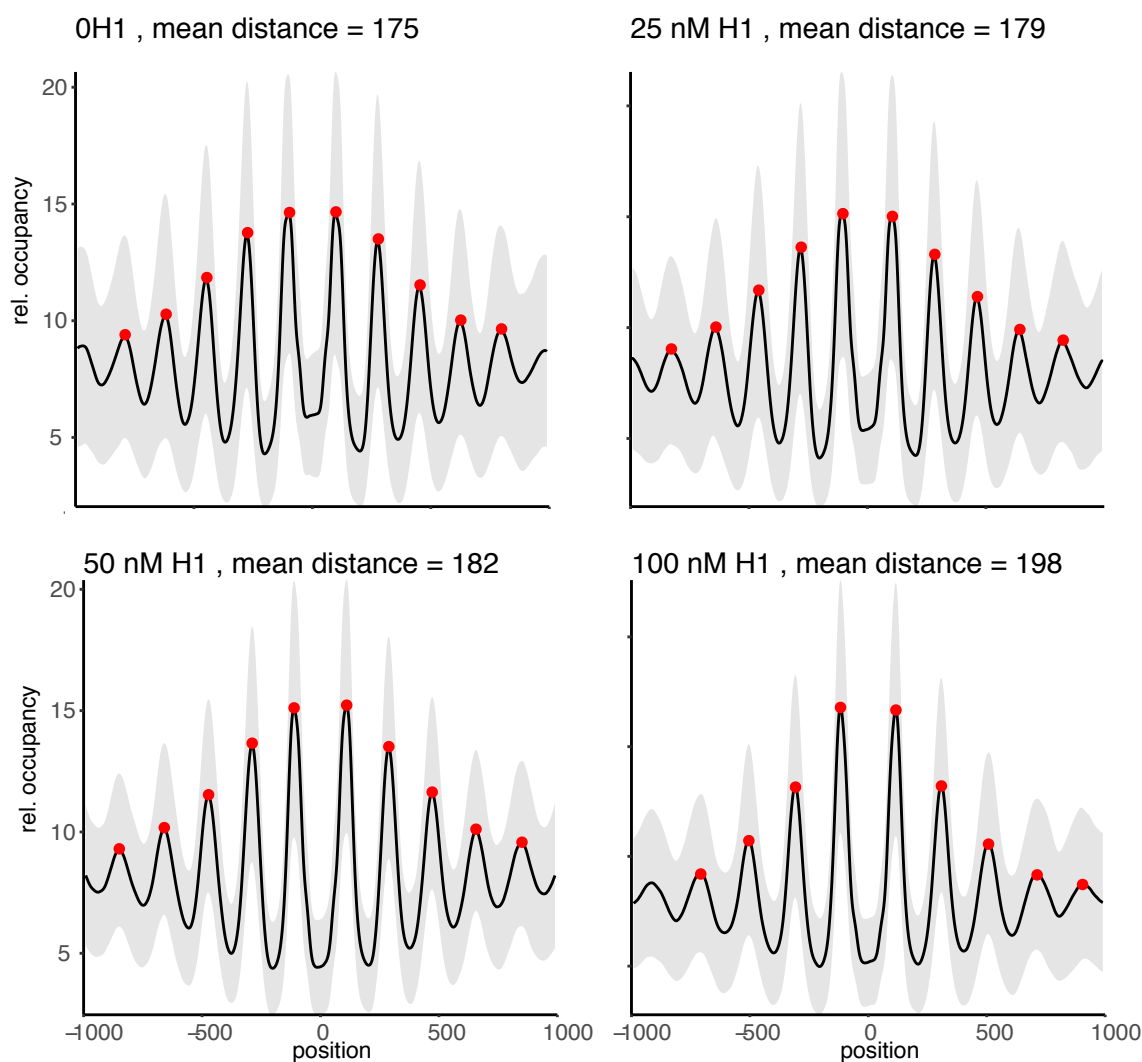 0H1 , mean distance = 175
25 nM H1 , mean distance = 179
20
15
10
5
rel. occupancy
50 nM H1 , mean distance = 182
100 nM H1 , mean distance = 198
20
15
10
5
rel. occupancy
−1000 −500 0 500 1000
−1000 −500 0 500 1000
position
position